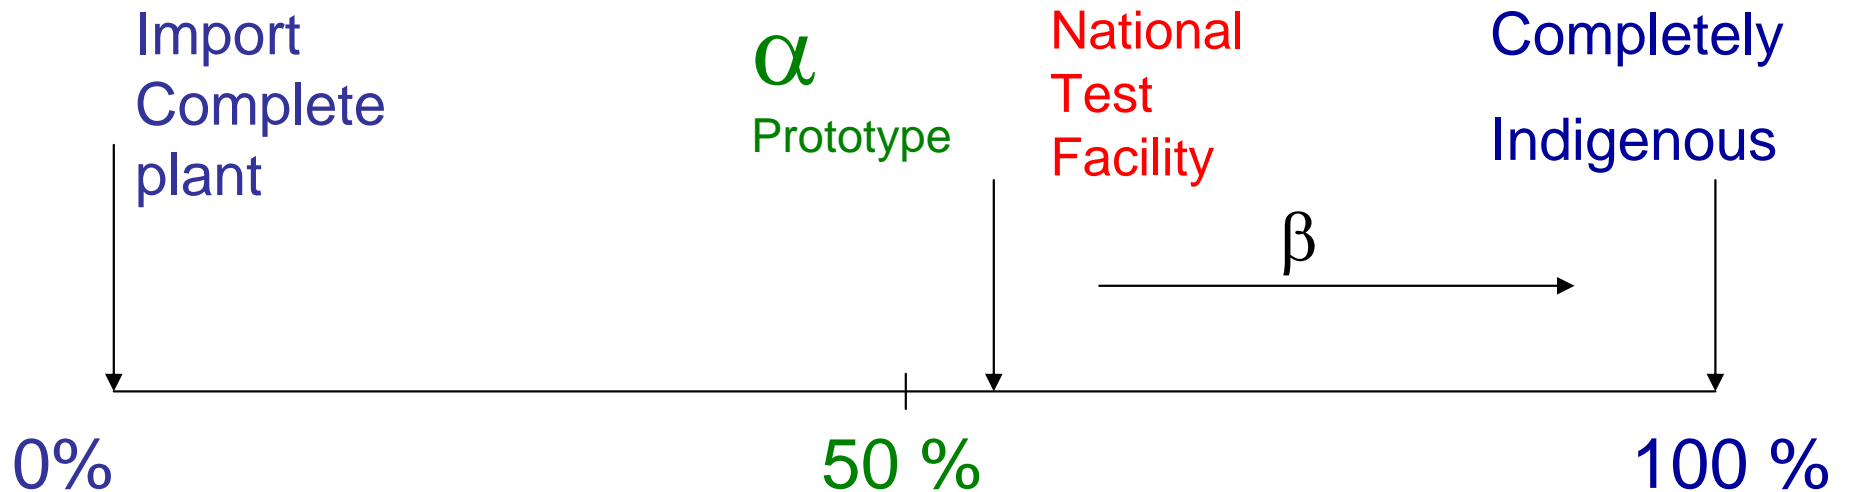 Import
Complete
plant
α
Prototype
National
Test
Facility
Completely
Indigenous
β
0%
50 %
100 %